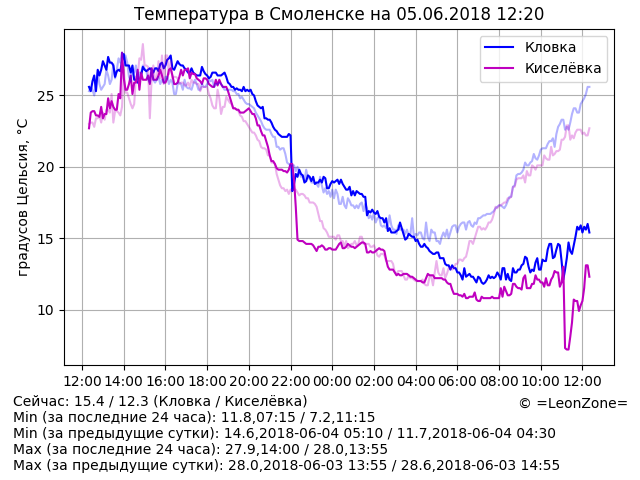 Температура в Смоленске на 05.06.2018 12:20
Кловка
Киселёвка
градусов Цельсия, °C
25
20
15
10
12:00 14:00 16:00 18:00 20:00 22:00 00:00 02:00 04:00 06:00 08:00 10:00 12:00
Сейчас: 15.4 / 12.3 (Кловка / Киселёвка)
© =LeonZone=
Min (за последние 24 часа): 11.8,07:15 / 7.2,11:15
Min (за предыдущие сутки): 14.6,2018-06-04 05:10 / 11.7,2018-06-04 04:30
Max (за последние 24 часа): 27.9,14:00 / 28.0,13:55
Max (за предыдущие сутки): 28.0,2018-06-03 13:55 / 28.6,2018-06-03 14:55